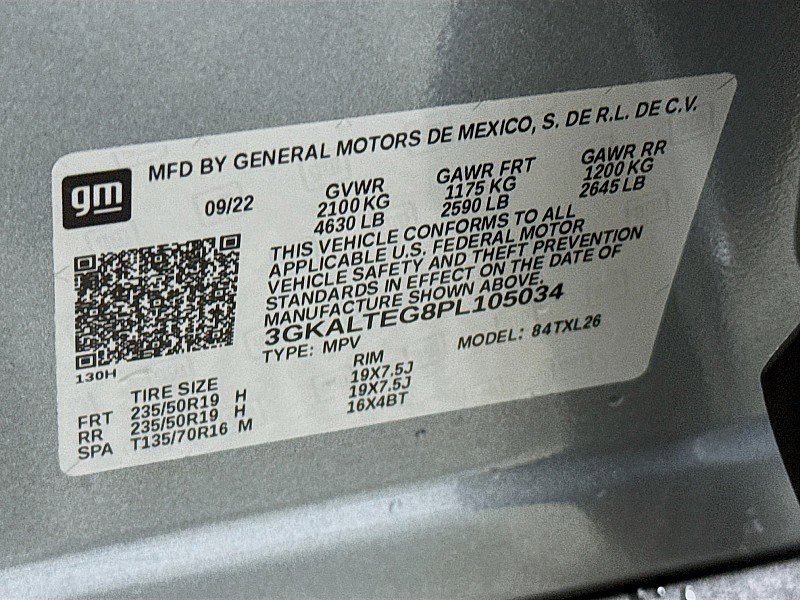 gm
MFD BY GENERAL MOTORS DE MEXICO, S. DE R.L. DE C.V.
09/22 GVWR GAWR FRT GAWR RR
2100 KG 1175 KG 1200 KG
4630 LB 2590 LB 2645 LB
THIS VEHICLE CONFORMS TO ALL
APPLICABLE U.S. FEDERAL MOTOR
VEHICLE SAFETY AND THEFT PREVENTION
STANDARDS IN EFFECT ON THE DATE OF
MANUFACTURE SHOWN ABOVE.
3GKALTEG8PL105034
TYPE: MPV MODEL: 84TXL26
130H
TIRE SIZE RIM
FRT 235/50R19 H 19X7.5J
RR 235/50R19 H 19X7.5J
SPA T135/70R16 M 16X4BT